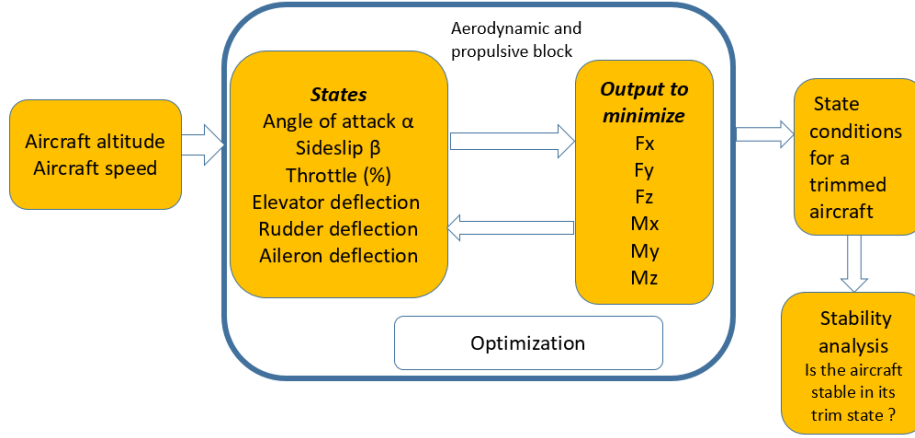 Aircraft altitude
Aircraft speed
Aerodynamic and
propulsive block
States
Angle of attack α
Sideslip β
Throttle (%)
Elevator deflection
Rudder deflection
Aileron deflection
Output to
minimize
Fx
Fy
Fz
Mx
My
Mz
Optimization
State
conditions
for a
trimmed
aircraft
Stability
analysis
Is the aircraft
stable in its
trim state ?